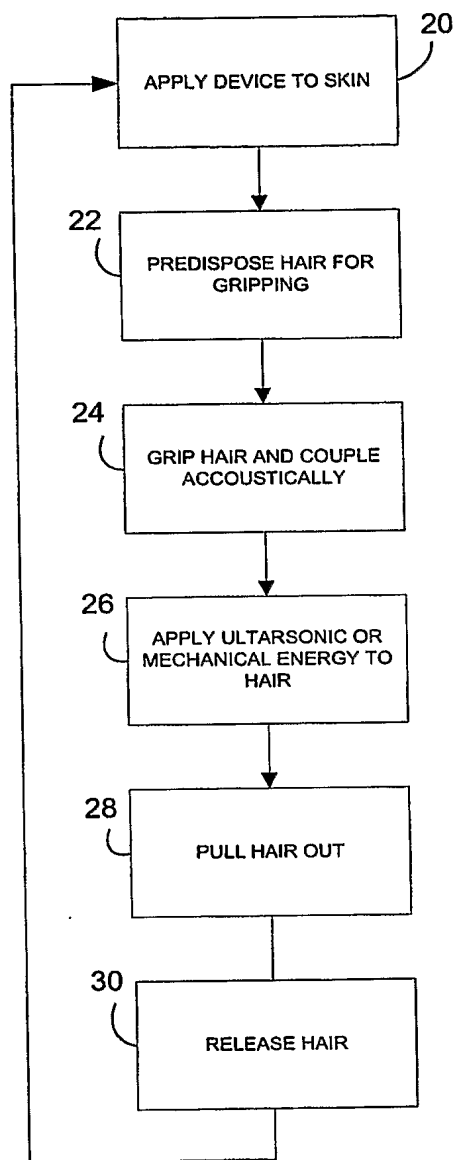 20
APPLY DEVICE TO SKIN
22
PREDISPOSE HAIR FOR
GRIPPING
24
GRIP HAIR AND COUPLE
ACCOUSTICALLY
26
APPLY ULTARSONIC OR
MECHANICAL ENERGY TO
HAIR
28
PULL HAIR OUT
30
RELEASE HAIR